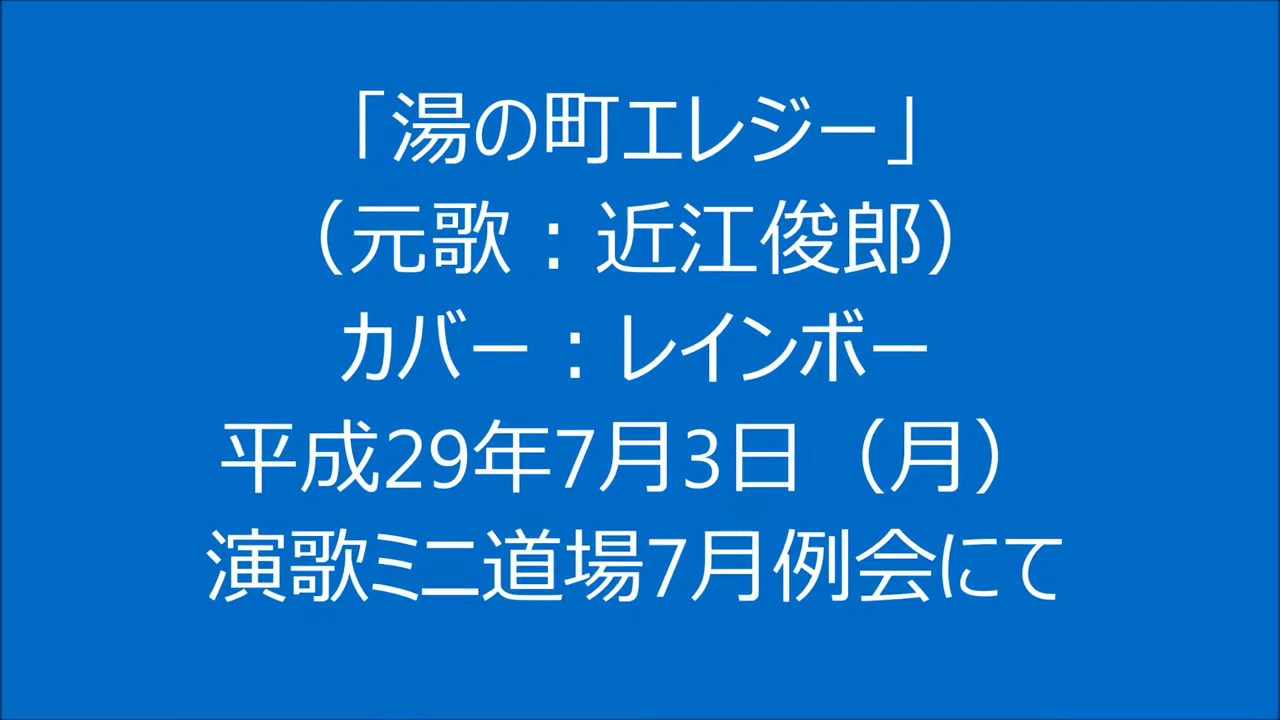 「湯の町エレジー」
（元歌：近江俊郎）
カバー：レインボー
平成29年7月3日（月）
演歌ミニ道場7月例会にて